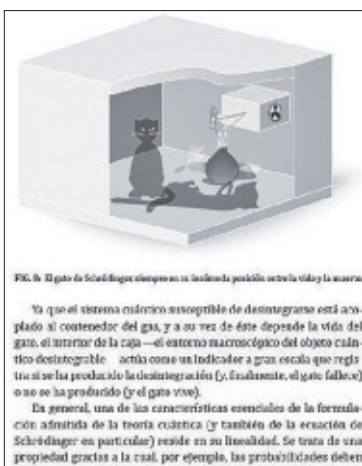 FIG. 9: El gato de Schrödinger, siempre en su incómoda posición entre la vida y la muerte
Ya que el sistema cuántico susceptible de desintegrarse está aco-
plado al contenedor del gas, y a su vez de éste depende la vida del
gato, el interior de la caja —el entorno macroscópico del objeto cuán-
tico desintegrable— actúa como un indicador a gran escala que regis-
tra si se ha producido la desintegración (y, finalmente, el gato fallece)
o no se ha producido (y el gato vive).
En general, una de las características esenciales de la formula-
ción admitida de la teoría cuántica (y también de la ecuación de
Schrödinger en particular) reside en su linealidad. Se trata de una
propiedad gracias a la cual, por ejemplo, las probabilidades deben